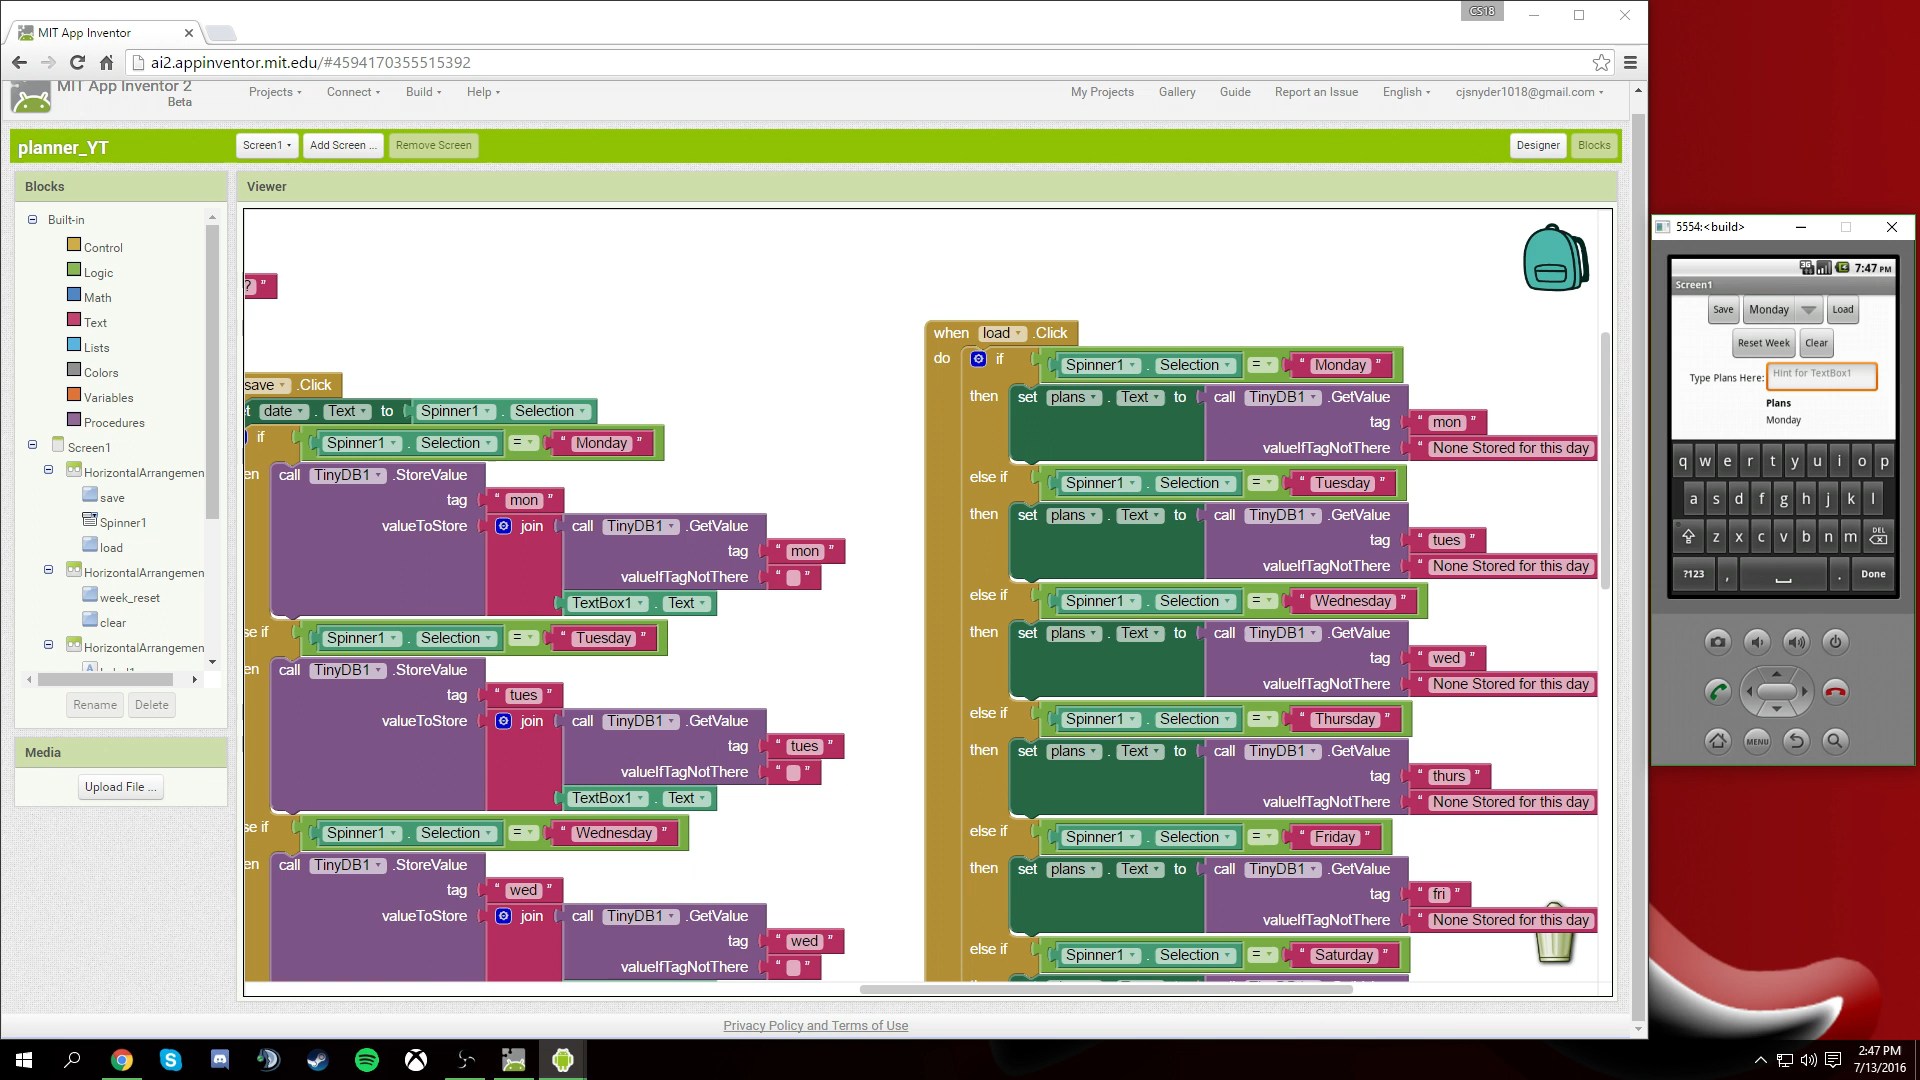 CS18
MIT App Inventor
ai2.appinventor.mit.edu/#4594170355515392
MIT App Inventor 2
Beta
Projects Connect Build Help My Projects Gallery Guide Report an Issue English cjsnyder1018@gmail.com
planner_YT Screen1 Add Screen ... Remove Screen Designer Blocks
Blocks
Built-in
Control
Logic
Math
Text
Lists
Colors
Variables
Procedures
Screen1
HorizontalArrangemen
save
Spinner1
load
HorizontalArrangemen
week_reset
clear
HorizontalArrangemen
Rename Delete
Media
Upload File ...
Viewer
? "
save .Click
date . Text to Spinner1 . Selection
if Spinner1 . Selection = " Monday "
call TinyDB1 .StoreValue
tag " mon "
valueToStore join call TinyDB1 .GetValue
tag " mon "
valueIfTagNotThere " "
TextBox1 . Text
se if Spinner1 . Selection = " Tuesday "
en call TinyDB1 .StoreValue
tag " tues "
valueToStore join call TinyDB1 .GetValue
tag " tues "
valueIfTagNotThere " "
TextBox1 . Text
se if Spinner1 . Selection = " Wednesday "
en call TinyDB1 .StoreValue
tag " wed "
valueToStore join call TinyDB1 .GetValue
tag " wed "
valueIfTagNotThere " "
when load .Click
do if Spinner1 . Selection = " Monday "
then set plans . Text to call TinyDB1 .GetValue
tag " mon "
valueIfTagNotThere " None Stored for this day
else if Spinner1 . Selection = " Tuesday "
then set plans . Text to call TinyDB1 .GetValue
tag " tues "
valueIfTagNotThere " None Stored for this day
else if Spinner1 . Selection = " Wednesday "
then set plans . Text to call TinyDB1 .GetValue
tag " wed "
valueIfTagNotThere " None Stored for this day
else if Spinner1 . Selection = " Thursday "
then set plans . Text to call TinyDB1 .GetValue
tag " thurs "
valueIfTagNotThere " None Stored for this day
else if Spinner1 . Selection = " Friday "
then set plans . Text to call TinyDB1 .GetValue
tag " fri "
valueIfTagNotThere " None Stored for this day
else if Spinner1 . Selection = " Saturday "
Privacy Policy and Terms of Use
5554:<build>
3G 7:47 PM
Screen1
Save Monday Load
Reset Week Clear
Type Plans Here: Hint for TextBox1
Plans
Monday
q w e r t y u i o p
a s d f g h j k l
z x c v b n m DEL
?123 , . Done
MENU
2:47 PM
7/13/2016